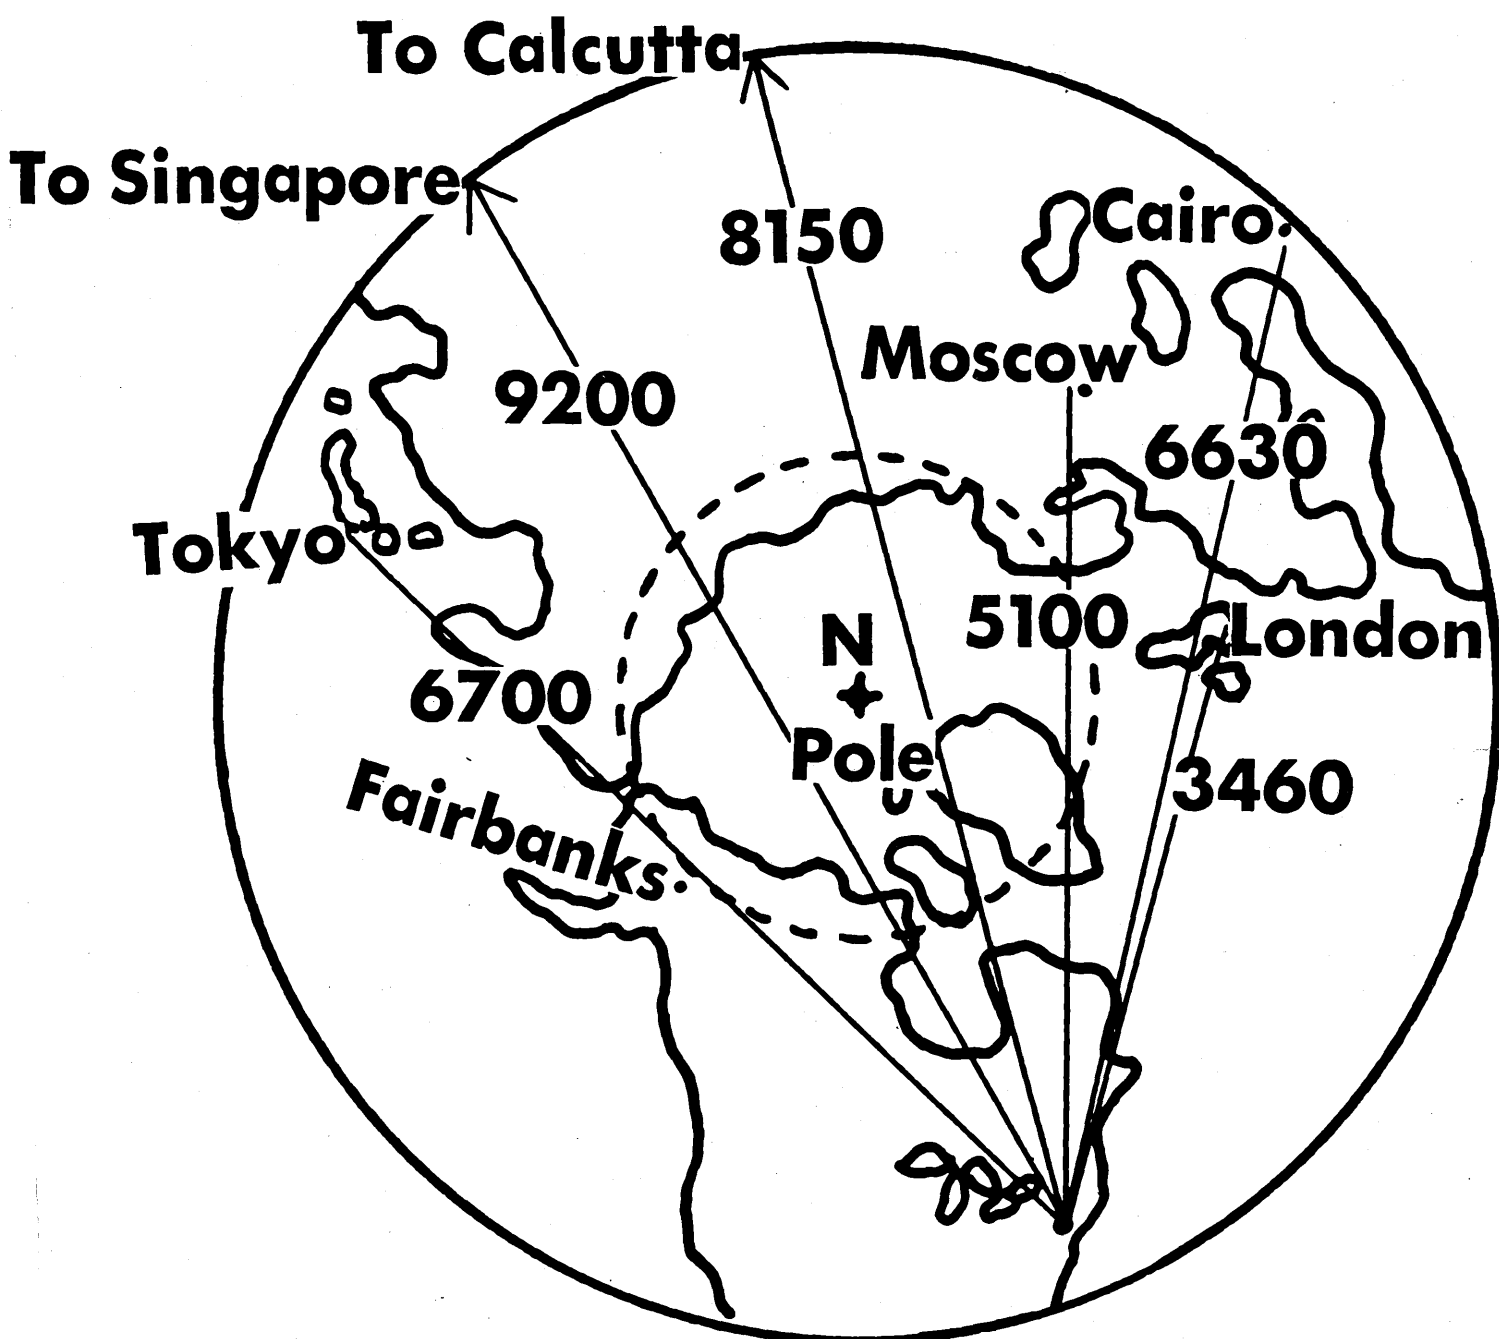 To Calcutta
To Singapore
8150
Cairo
Moscow
9200
6630
Tokyo
N
5100
London
6700
Pole
3460
Fairbanks